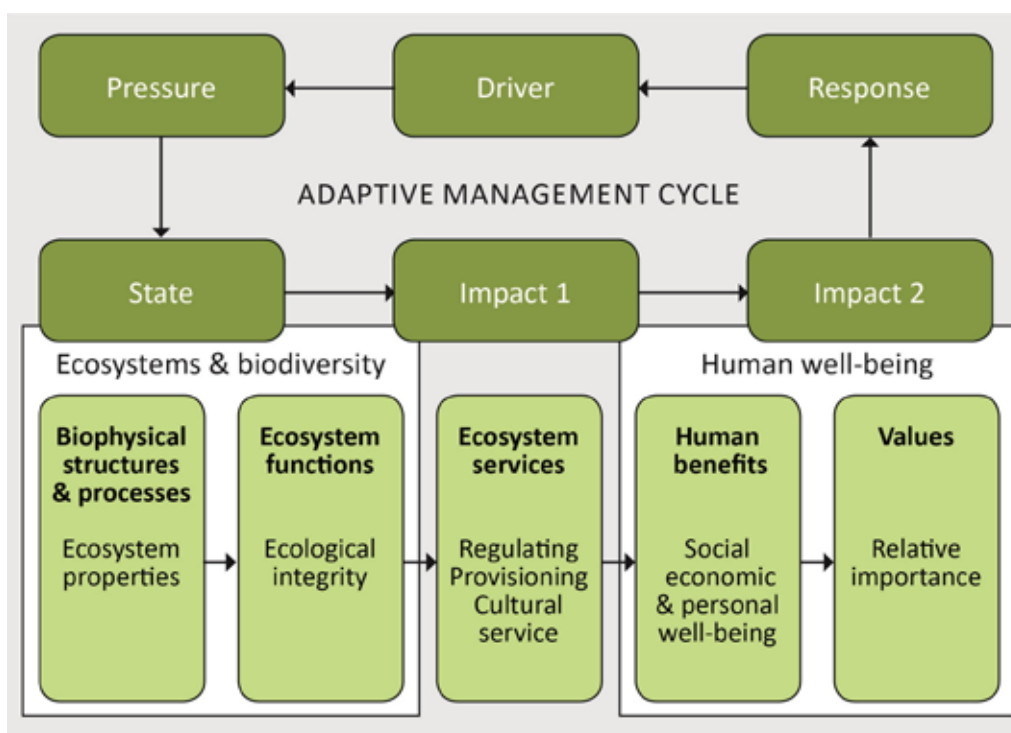 Pressure
Driver
Response
ADAPTIVE MANAGEMENT CYCLE
State
Impact 1
Impact 2
Ecosystems & biodiversity
Human well-being
Biophysical
structures
& processes
Ecosystem
properties
Ecosystem
functions
Ecological
integrity
Ecosystem
services
Regulating
Provisioning
Cultural
service
Human
benefits
Social
economic
& personal
well-being
Values
Relative
importance